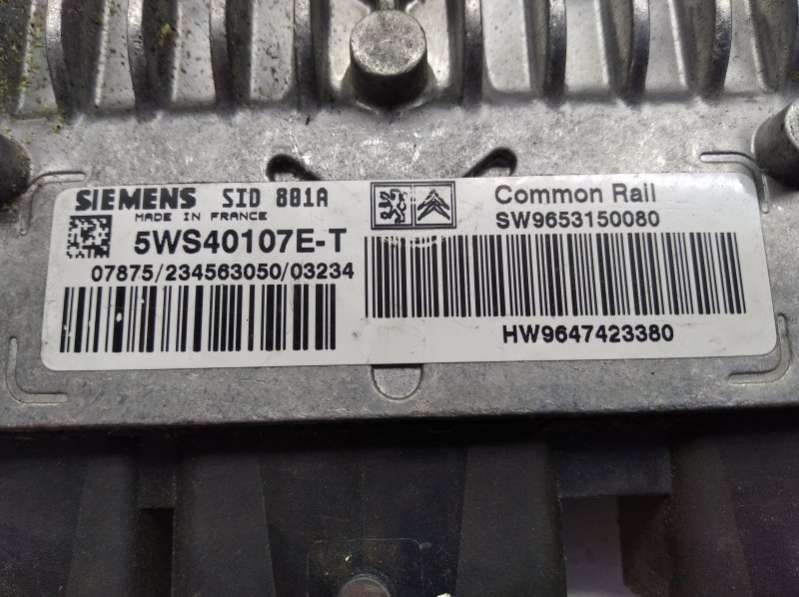 SIEMENS SID 801A
MADE IN FRANCE
5WS40107E-T
07875/234563050/03234
Common Rail
SW9653150080
HW9647423380